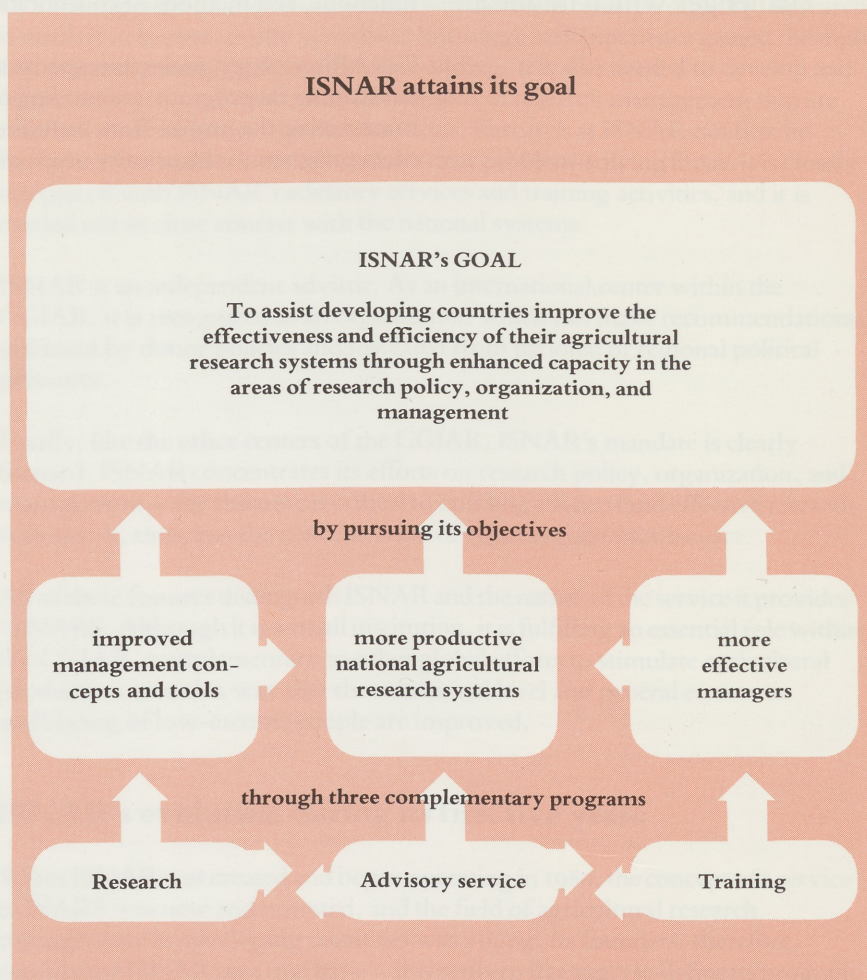 ISNAR attains its goal
ISNAR's GOAL
To assist developing countries improve the
effectiveness and efficiency of their agricultural
research systems through enhanced capacity in the
areas of research policy, organization, and
management
by pursuing its objectives
improved
management con-
cepts and tools
more productive
national agricultural
research systems
more
effective
managers
through three complementary programs
Research
Advisory service
Training